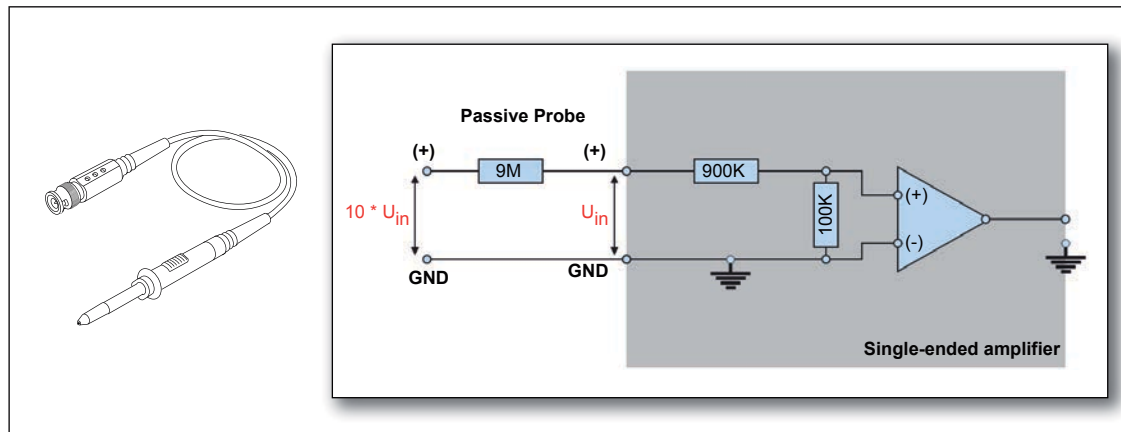 Passive Probe
(+)
(+)
9M
900K
100K
10 * Uin
Uin
(+)
(-)
GND
GND
Single-ended amplifier